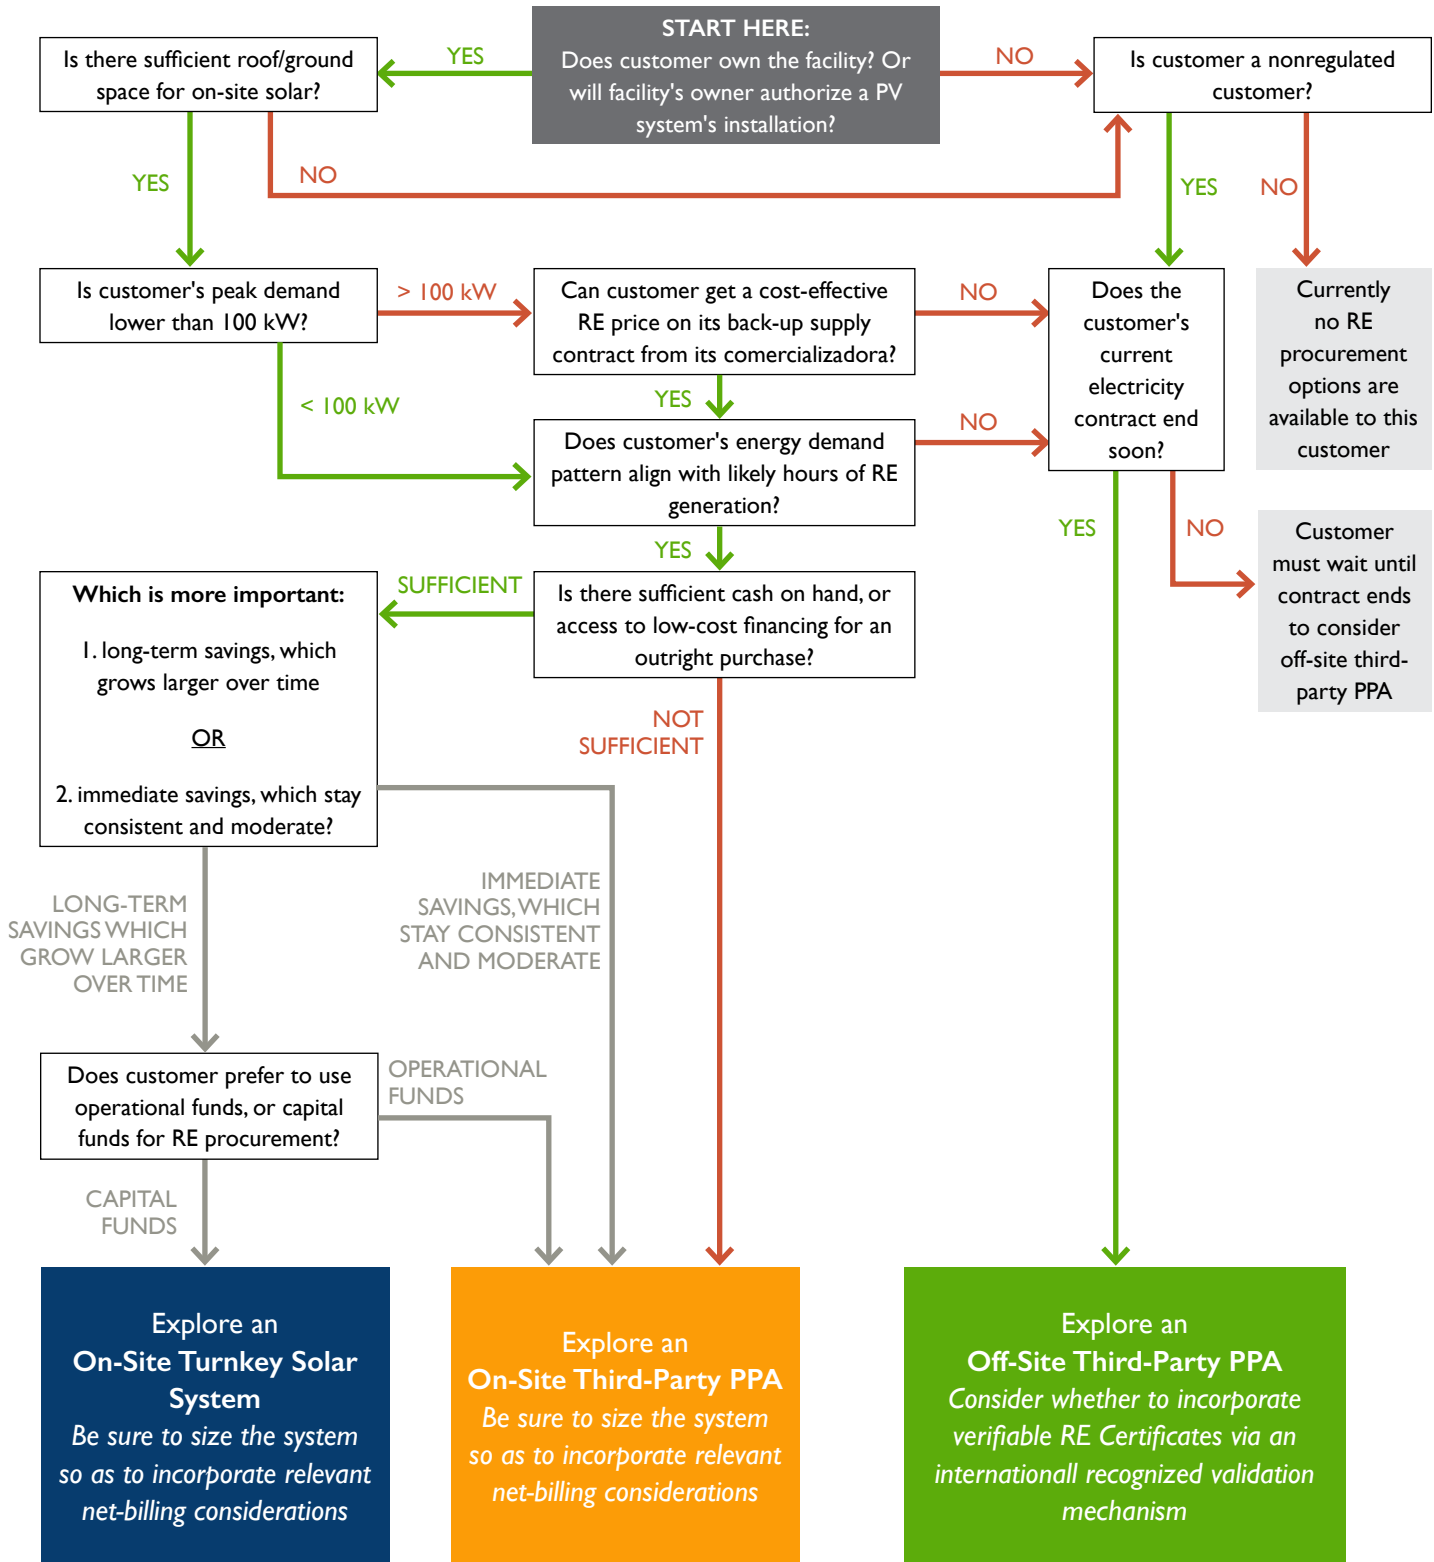 START HERE:
Does customer own the facility? Or
will facility's owner authorize a PV
system's installation?
YES
NO
Is there sufficient roof/ground
space for on-site solar?
Is customer a nonregulated
customer?
YES
NO
YES
NO
Is customer's peak demand
lower than 100 kW?
> 100 kW
< 100 kW
Can customer get a cost-effective
RE price on its back-up supply
contract from its comercializadora?
NO
YES
Does the
customer's
current
electricity
contract end
soon?
Currently
no RE
procurement
options are
available to this
customer
Does customer's energy demand
pattern align with likely hours of RE
generation?
NO
YES
YES
NO
Customer
must wait until
contract ends
to consider
off-site third-
party PPA
Is there sufficient cash on hand, or
access to low-cost financing for an
outright purchase?
SUFFICIENT
NOT
SUFFICIENT
Which is more important:
1. long-term savings, which
grows larger over time
OR
2. immediate savings, which stay
consistent and moderate?
LONG-TERM
SAVINGS WHICH
GROW LARGER
OVER TIME
IMMEDIATE
SAVINGS, WHICH
STAY CONSISTENT
AND MODERATE
Does customer prefer to use
operational funds, or capital
funds for RE procurement?
OPERATIONAL
FUNDS
CAPITAL
FUNDS
Explore an
On-Site Turnkey Solar
System
Be sure to size the system
so as to incorporate relevant
net-billing considerations
Explore an
On-Site Third-Party PPA
Be sure to size the system
so as to incorporate relevant
net-billing considerations
Explore an
Off-Site Third-Party PPA
Consider whether to incorporate
verifiable RE Certificates via an
internationall recognized validation
mechanism